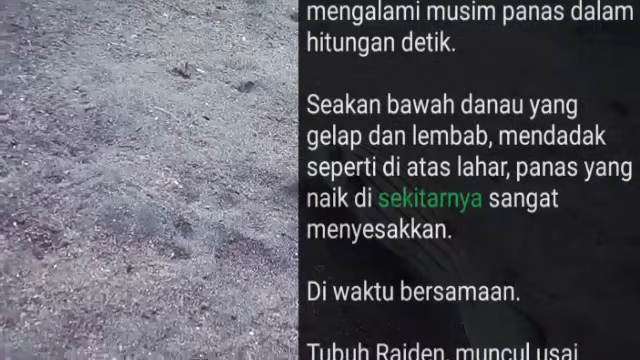 mengalami musim panas dalam
hitungan detik.
Seakan bawah danau yang
gelap dan lembab, mendadak
seperti di atas lahar, panas yang
naik di sekitarnya sangat
menyesakkan.
Di waktu bersamaan.
Tubuh Raiden, muncul usai